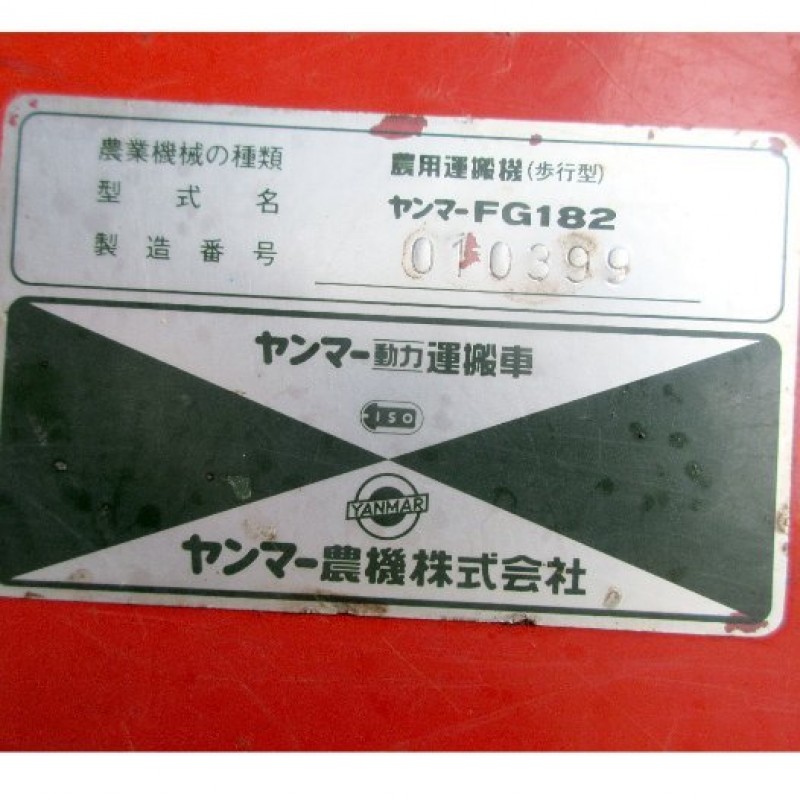 農業機械の種類 農用運搬機(歩行型)
型式名 ヤンマーFG182
製造番号 010399
ヤンマー動力運搬車
ISO
YANMAR
ヤンマー農機株式会社